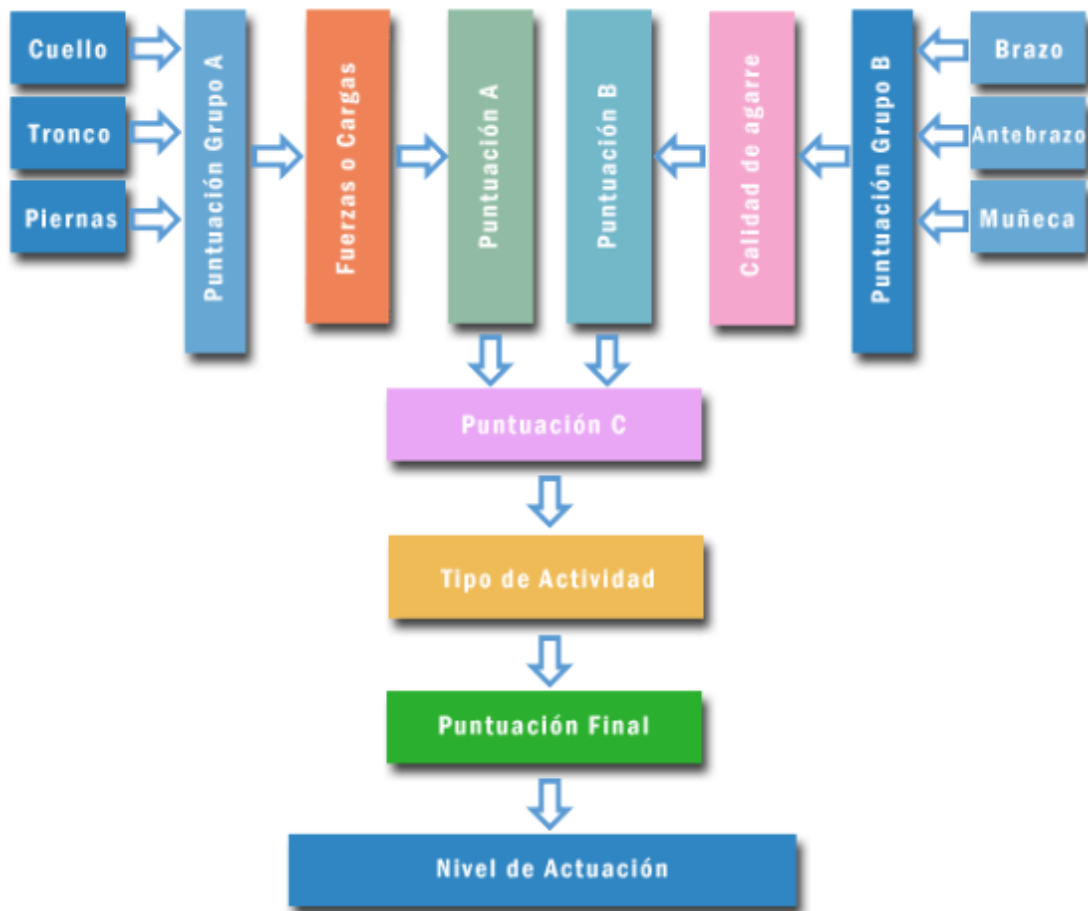 Cuello
Tronco
Piernas
Puntuación Grupo A
Fuerzas o Cargas
Puntuación A
Puntuación B
Calidad de agarre
Puntuación Grupo B
Brazo
Antebrazo
Muñeca
Puntuación C
Tipo de Actividad
Puntuación Final
Nivel de Actuación